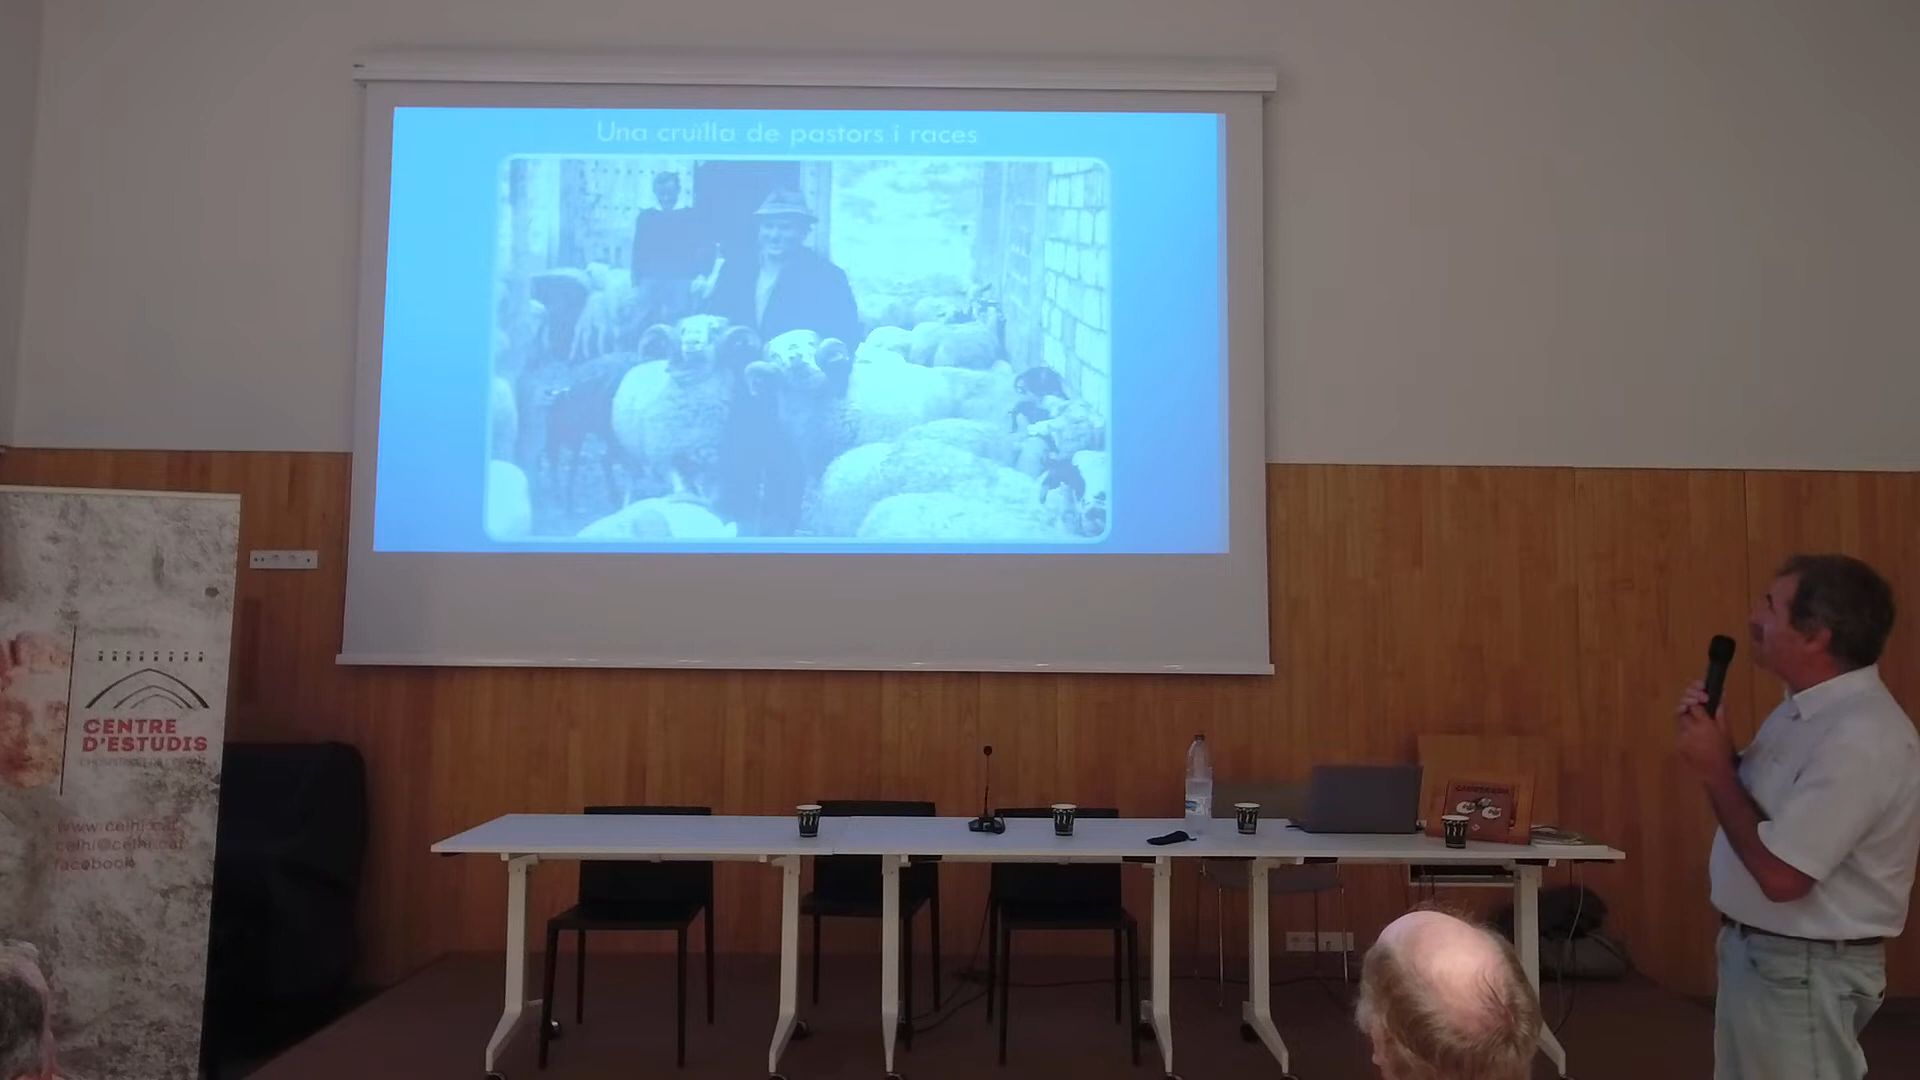 Una cruïlla de pastors i races
CENTRE
D'ESTUDIS
www.celhi.cat
celhi@celhi.cat
facebook